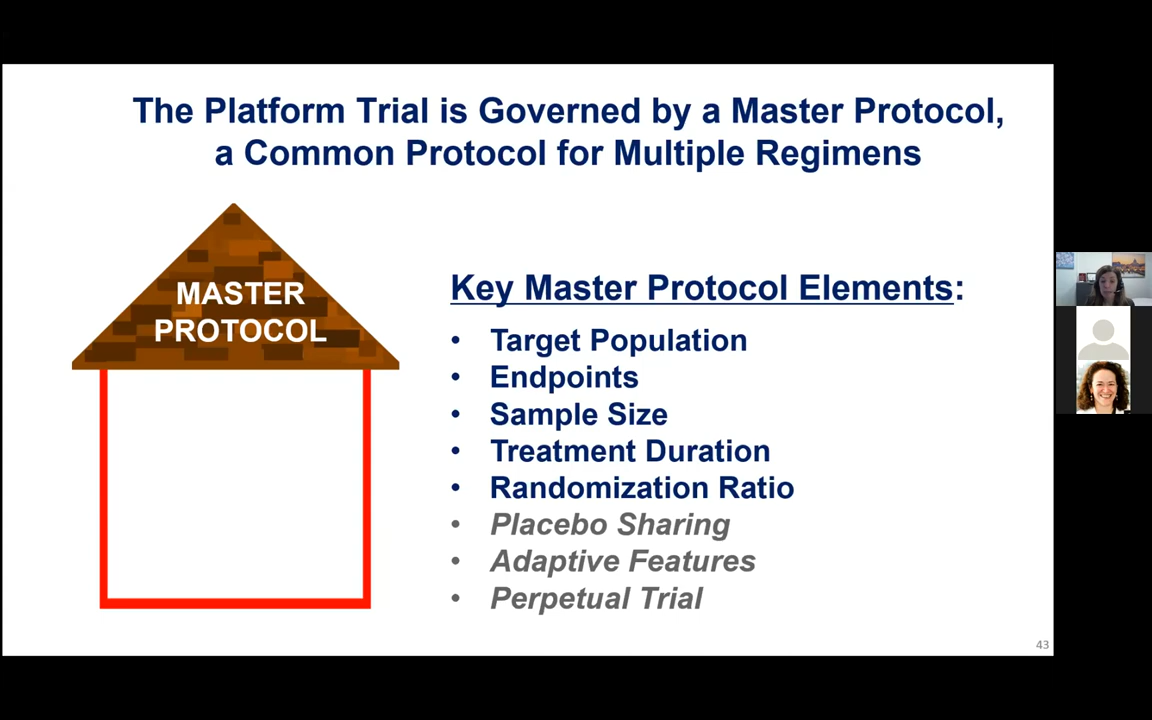 The Platform Trial is Governed by a Master Protocol,
a Common Protocol for Multiple Regimens
MASTER
PROTOCOL
Key Master Protocol Elements:
• Target Population
• Endpoints
• Sample Size
• Treatment Duration
• Randomization Ratio
• Placebo Sharing
• Adaptive Features
• Perpetual Trial
43